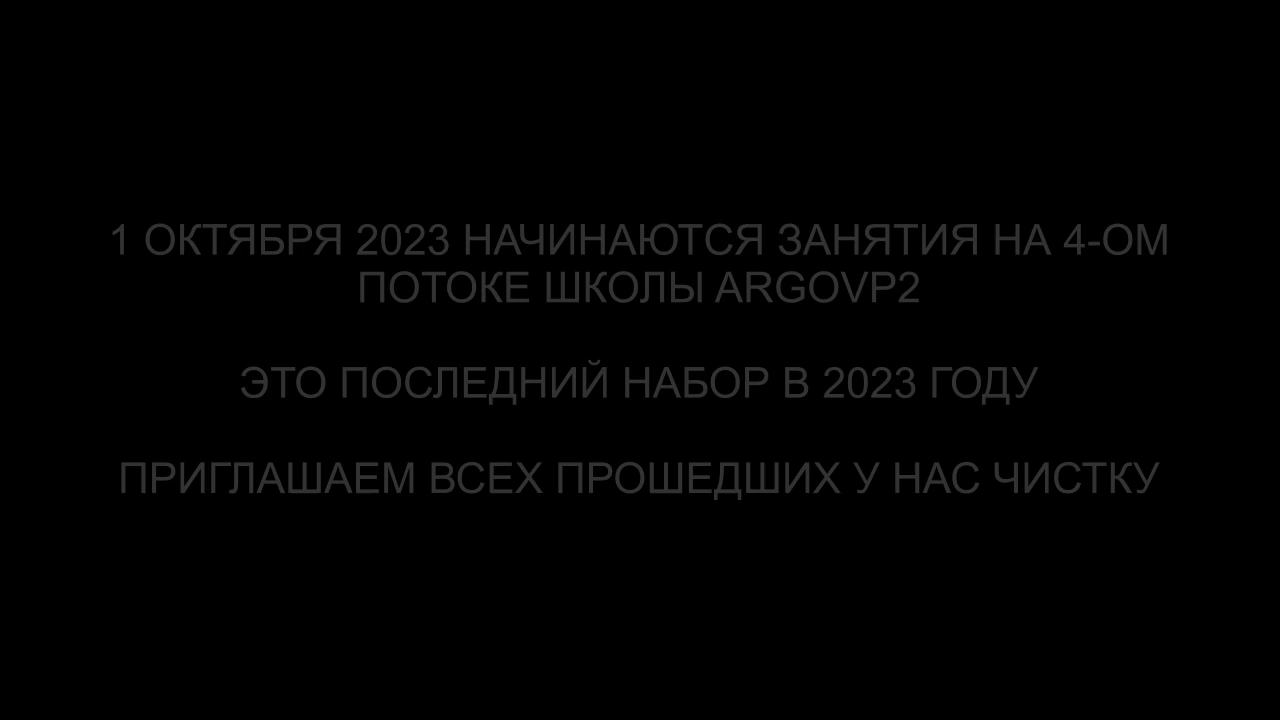 1 ОКТЯБРЯ 2023 НАЧИНАЮТСЯ ЗАНЯТИЯ НА 4-ОМ
ПОТОКЕ ШКОЛЫ ARGOVP2
ЭТО ПОСЛЕДНИЙ НАБОР В 2023 ГОДУ
ПРИГЛАШАЕМ ВСЕХ ПРОШЕДШИХ У НАС ЧИСТКУ